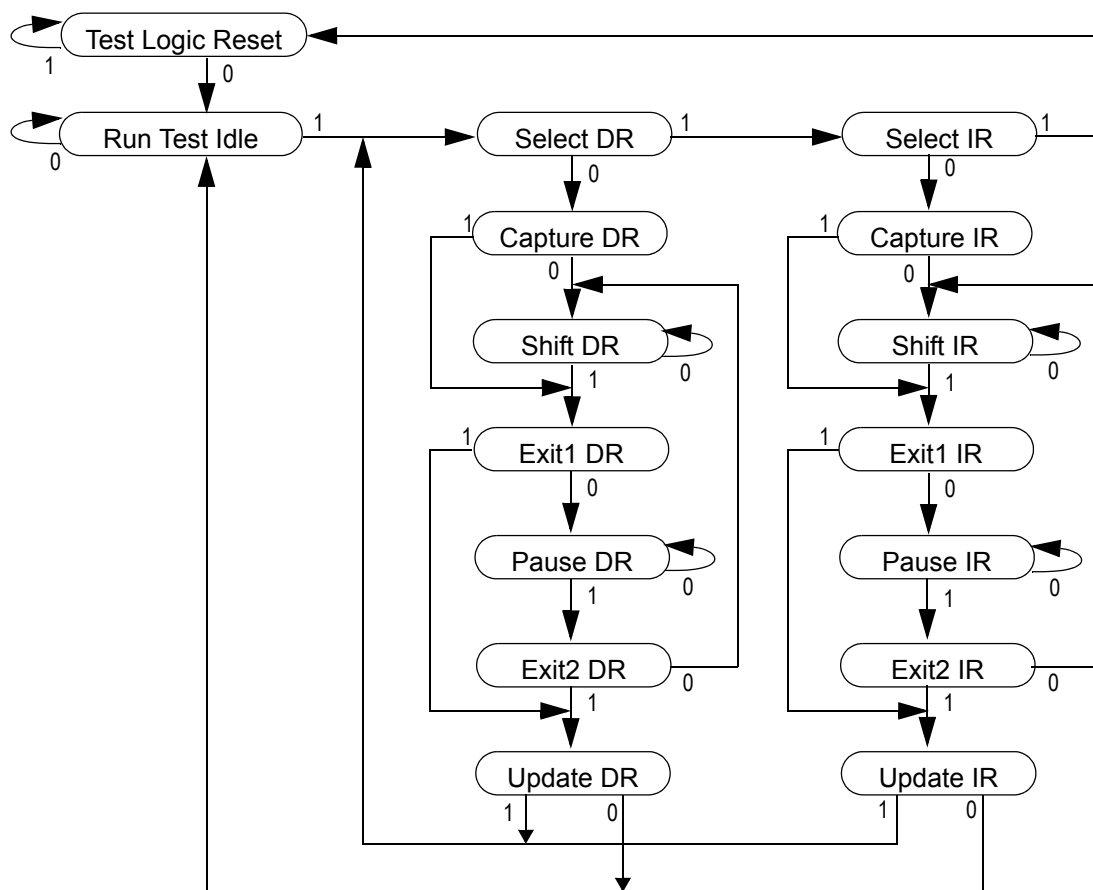 Test Logic Reset
1
0
Run Test Idle
1
Select DR
1
Select IR
1
0
0
0
1
Capture DR
1
Capture IR
0
0
Shift DR
Shift IR
1
0
1
0
1
Exit1 DR
1
Exit1 IR
0
0
Pause DR
Pause IR
1
0
1
0
Exit2 DR
Exit2 IR
0
0
1
1
Update DR
Update IR
1
0
1
0